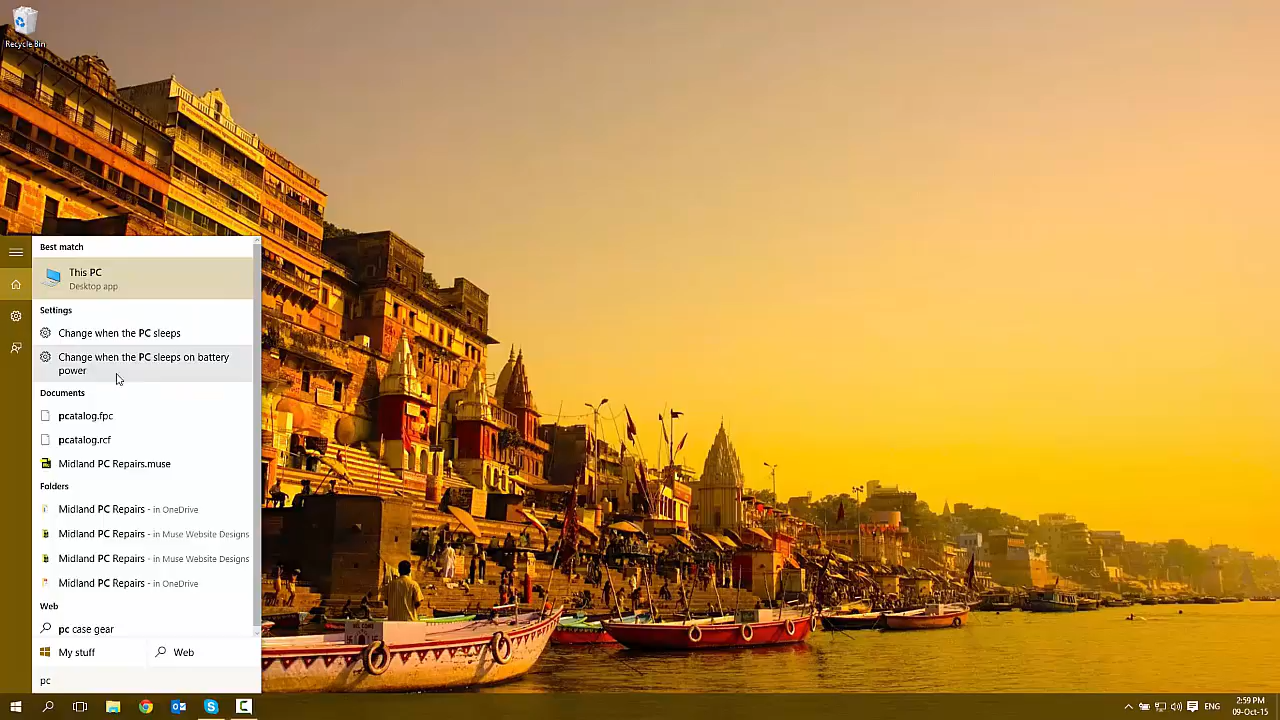 Recycle Bin
Best match
This PC
Desktop app
Settings
Change when the PC sleeps
Change when the PC sleeps on battery
power
Documents
pcatalog.fpc
pcatalog.rcf
Midland PC Repairs.muse
Folders
Midland PC Repairs - in OneDrive
Midland PC Repairs - in Muse Website Designs
Midland PC Repairs - in Muse Website Designs
Midland PC Repairs - in OneDrive
Web
pc case gear
My stuff
Web
pc
ENG
2:59 PM
09-Oct-15